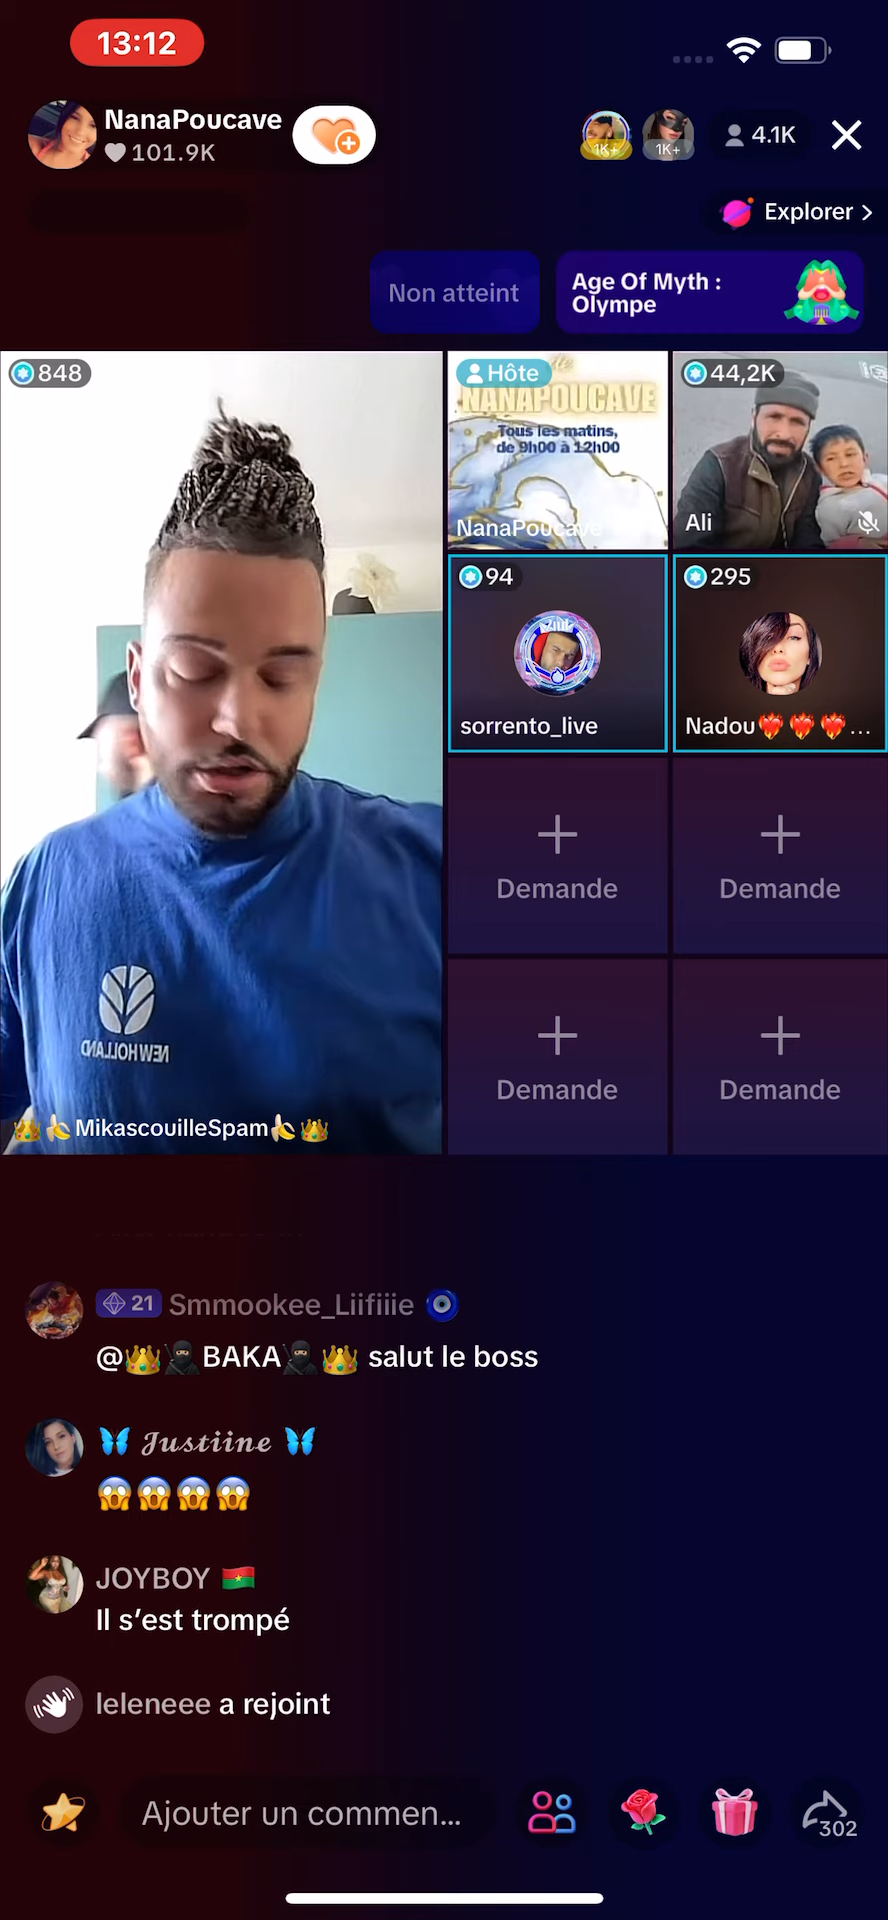 13:12
NanaPoucave
101.9K
1K+
1K+
4.1K
Explorer
Non atteint
Age Of Myth :
Olympe
848
Hôte
NANAPOUCAVE
Tous les matins,
de 9h00 à 12h00
NanaPoucave
44,2K
Ali
94
sorrento_live
295
Nadou❤️‍🔥❤️‍🔥❤️‍🔥...
Demande
Demande
Demande
Demande
NEW HOLLAND
👑🍌MikascouilleSpam🍌👑
21 Smmookee_Liifiiie 🧿
@👑🥷BAKA🥷👑 salut le boss
🦋 𝓙𝓾𝓼𝓽𝓲𝓲𝓷𝓮 🦋
😱😱😱😱
JOYBOY 🇧🇫
Il s’est trompé
leleneee a rejoint
Ajouter un commen...
302